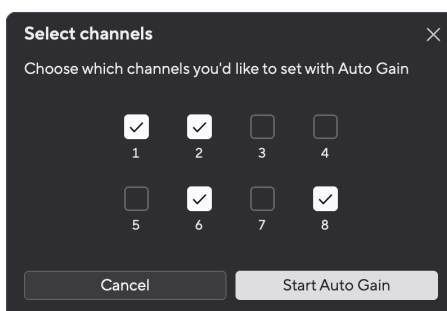 Select channels
Choose which channels you'd like to set with Auto Gain
1 2 3 4
5 6 7 8
Cancel Start Auto Gain